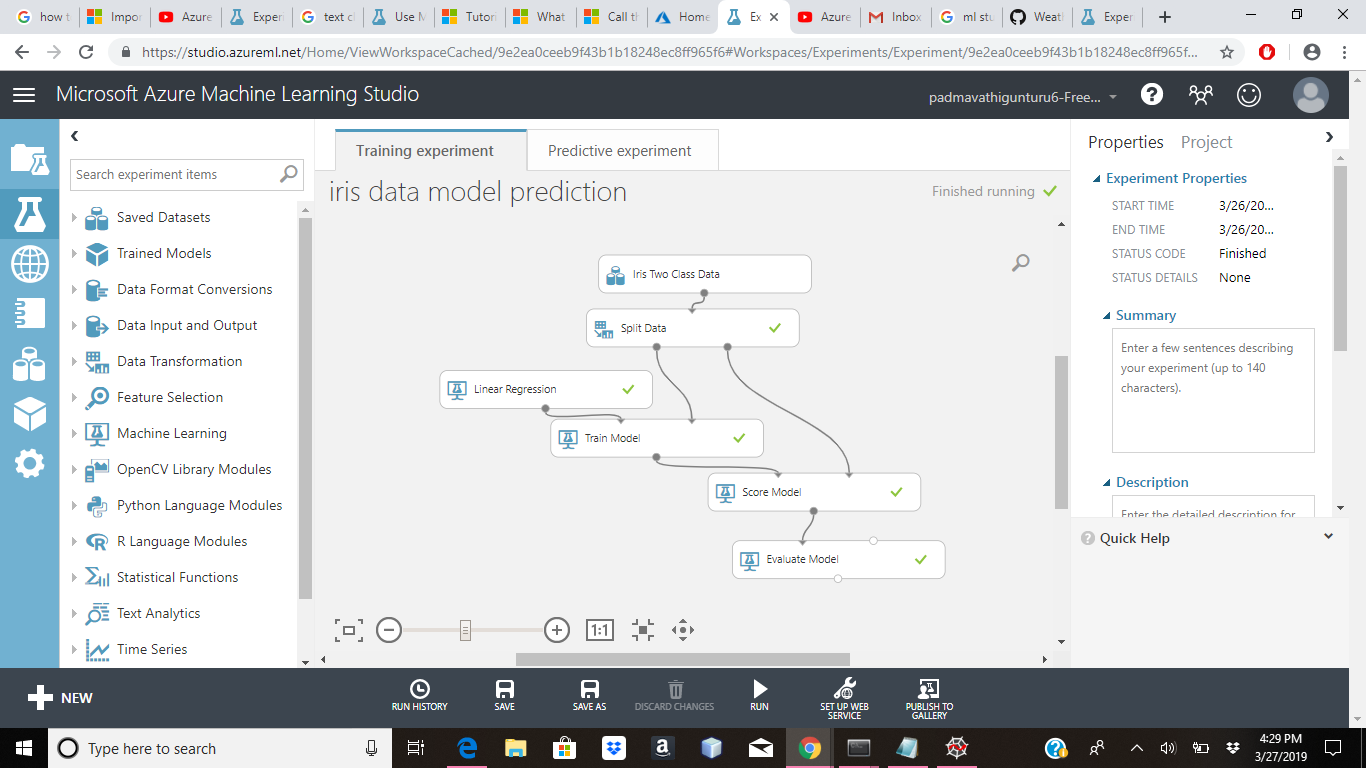 how t
Impor
Azure
Exper
text cl
Use M
Tutori
What
Call th
Home
Ex
Azure
Inbox
ml stu
Weath
Exper
https://studio.azureml.net/Home/ViewWorkspaceCached/9e2ea0ceeb9f43b1b18248ec8ff965f6#Workspaces/Experiments/Experiment/9e2ea0ceeb9f43b1b18248ec8ff965f...
Microsoft Azure Machine Learning Studio
padmavathigunturu6-Free...
Training experiment
Predictive experiment
Properties
Project
Search experiment items
iris data model prediction
Finished running
Experiment Properties
START TIME 3/26/20...
END TIME 3/26/20...
STATUS CODE Finished
STATUS DETAILS None
Saved Datasets
Trained Models
Data Format Conversions
Data Input and Output
Data Transformation
Feature Selection
Machine Learning
OpenCV Library Modules
Python Language Modules
R Language Modules
Statistical Functions
Text Analytics
Time Series
Iris Two Class Data
Split Data
Linear Regression
Train Model
Score Model
Evaluate Model
1:1
Summary
Enter a few sentences describing
your experiment (up to 140
characters).
Description
Enter the detailed description for
Quick Help
NEW
RUN HISTORY
SAVE
SAVE AS
DISCARD CHANGES
RUN
SET UP WEB
SERVICE
PUBLISH TO
GALLERY
Type here to search
4:29 PM
3/27/2019